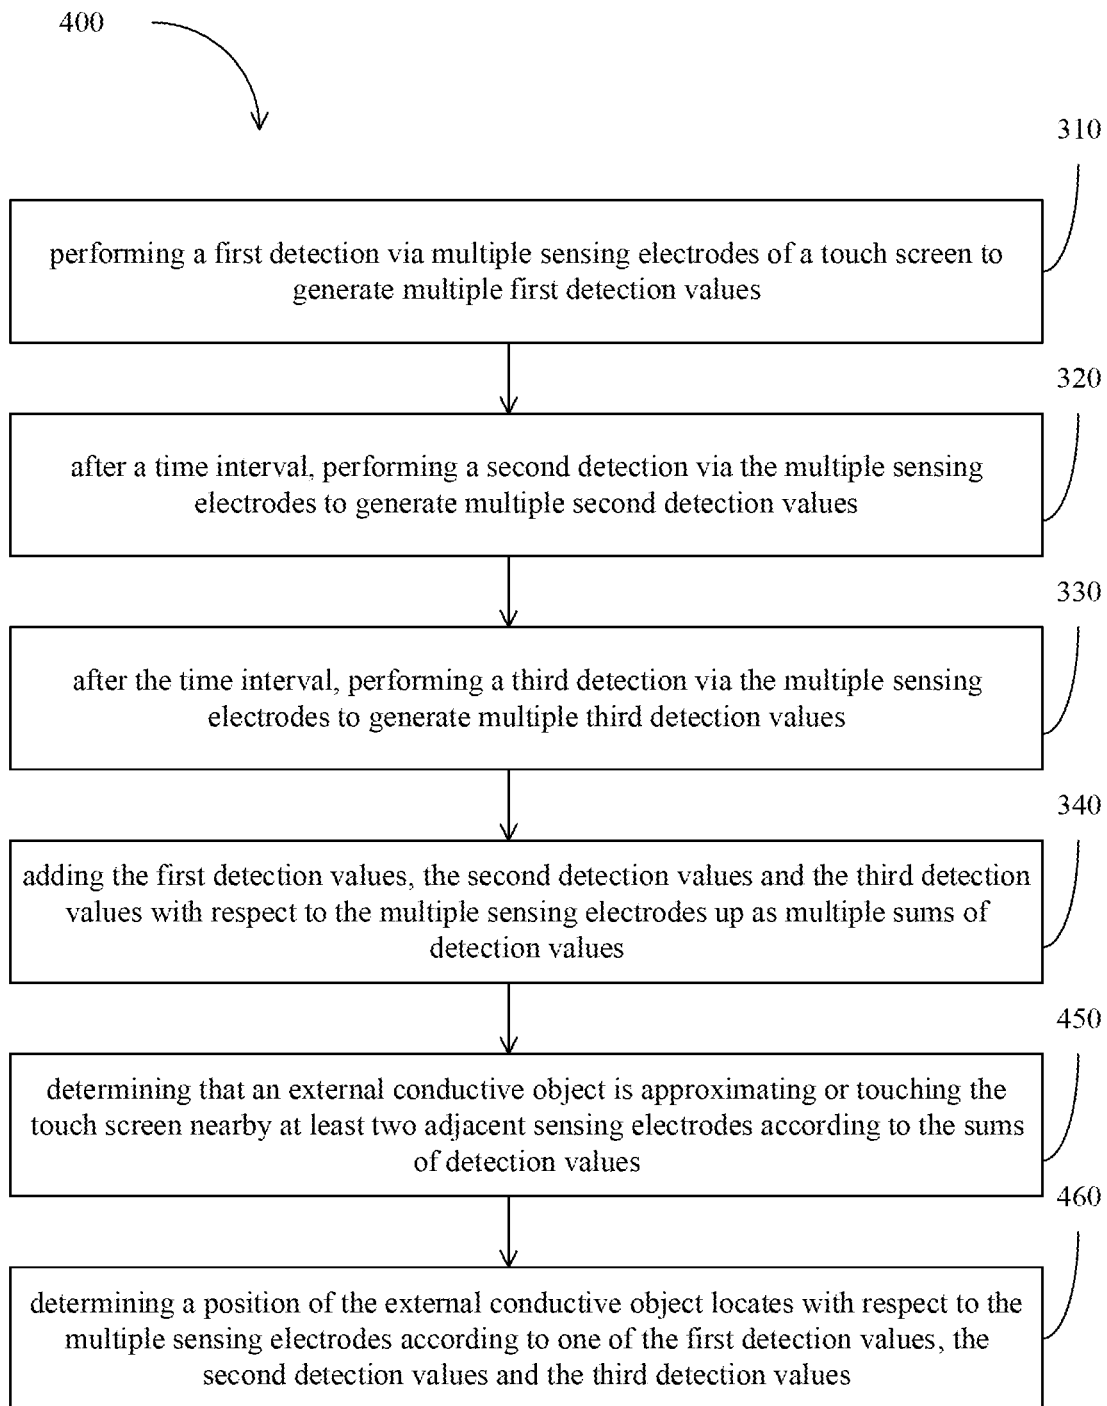 400
310
performing a first detection via multiple sensing electrodes of a touch screen to
generate multiple first detection values
320
after a time interval, performing a second detection via the multiple sensing
electrodes to generate multiple second detection values
330
after the time interval, performing a third detection via the multiple sensing
electrodes to generate multiple third detection values
340
adding the first detection values, the second detection values and the third detection
values with respect to the multiple sensing electrodes up as multiple sums of
detection values
450
determining that an external conductive object is approximating or touching the
touch screen nearby at least two adjacent sensing electrodes according to the sums
of detection values
460
determining a position of the external conductive object locates with respect to the
multiple sensing electrodes according to one of the first detection values, the
second detection values and the third detection values